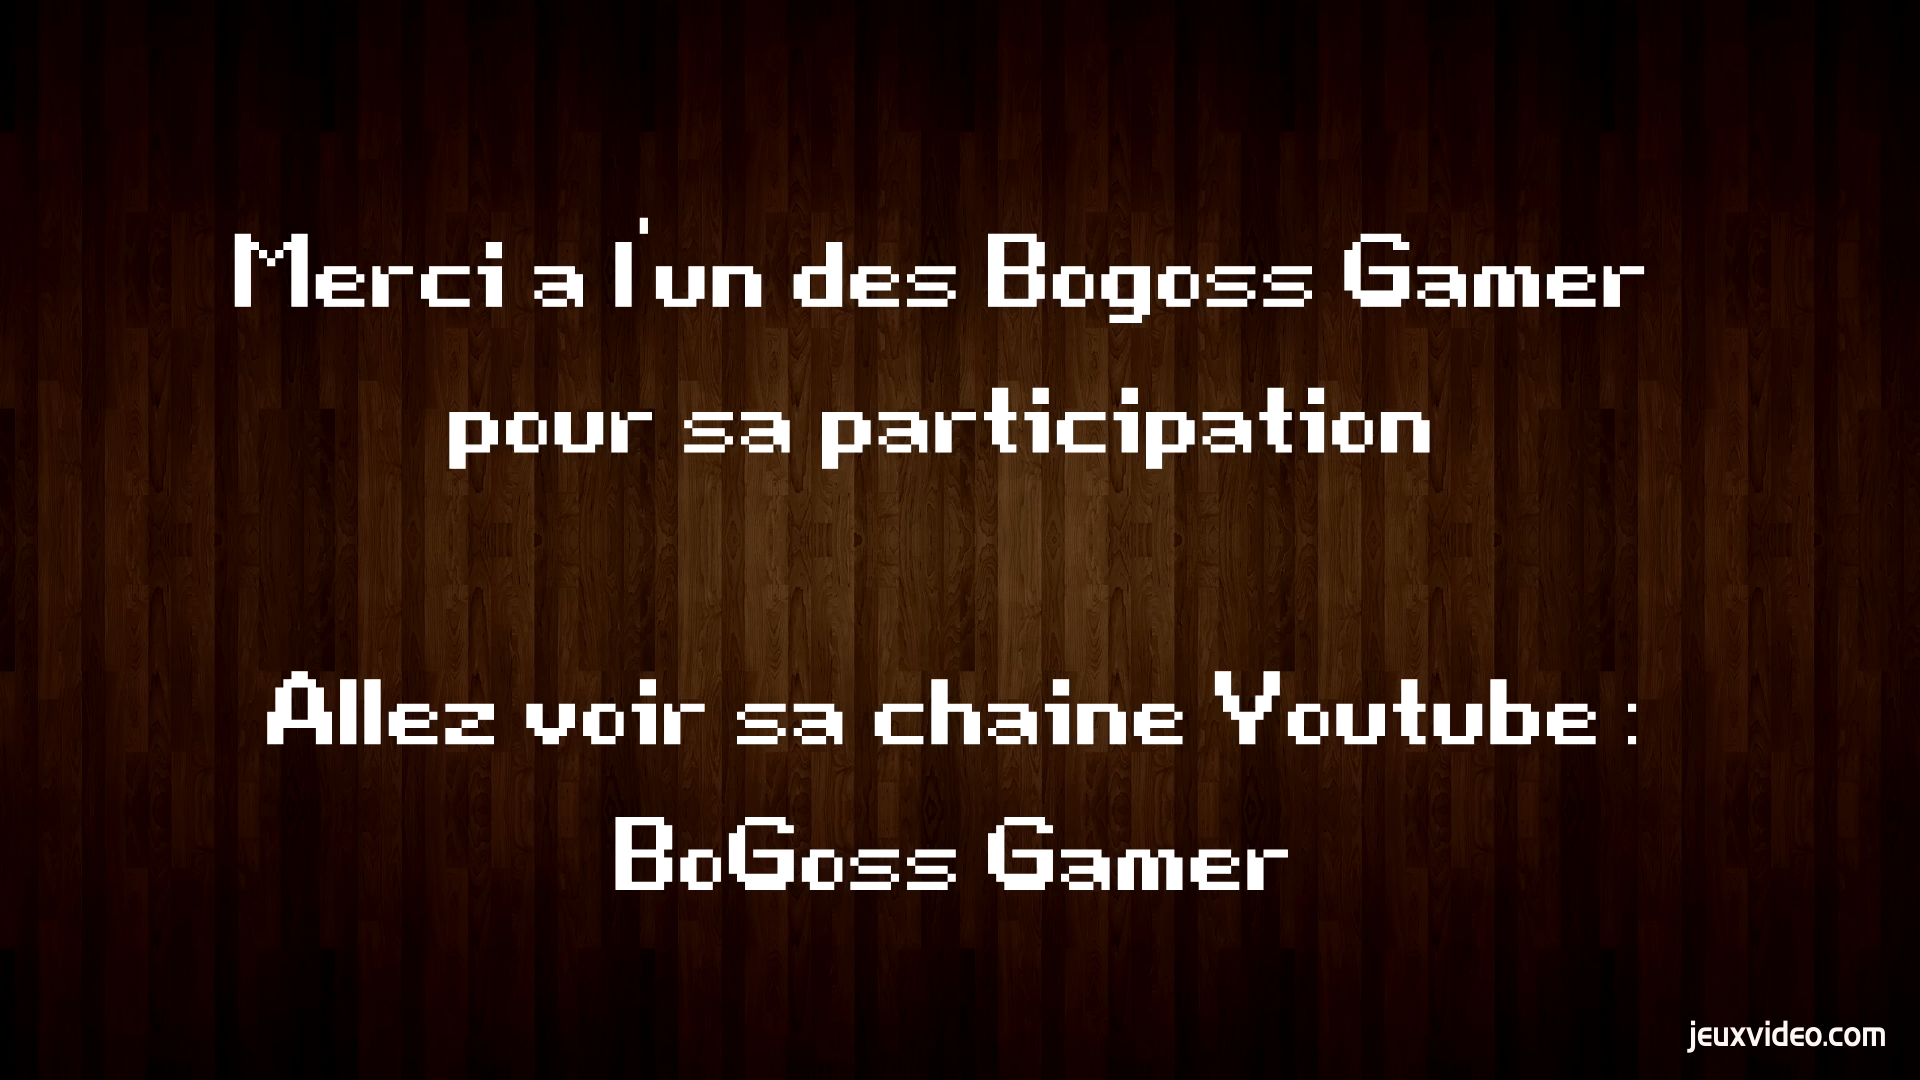 Merci a l'un des Bogoss Gamer
pour sa participation
Allez voir sa chaine Youtube :
BoGoss Gamer
jeuxvideo.com